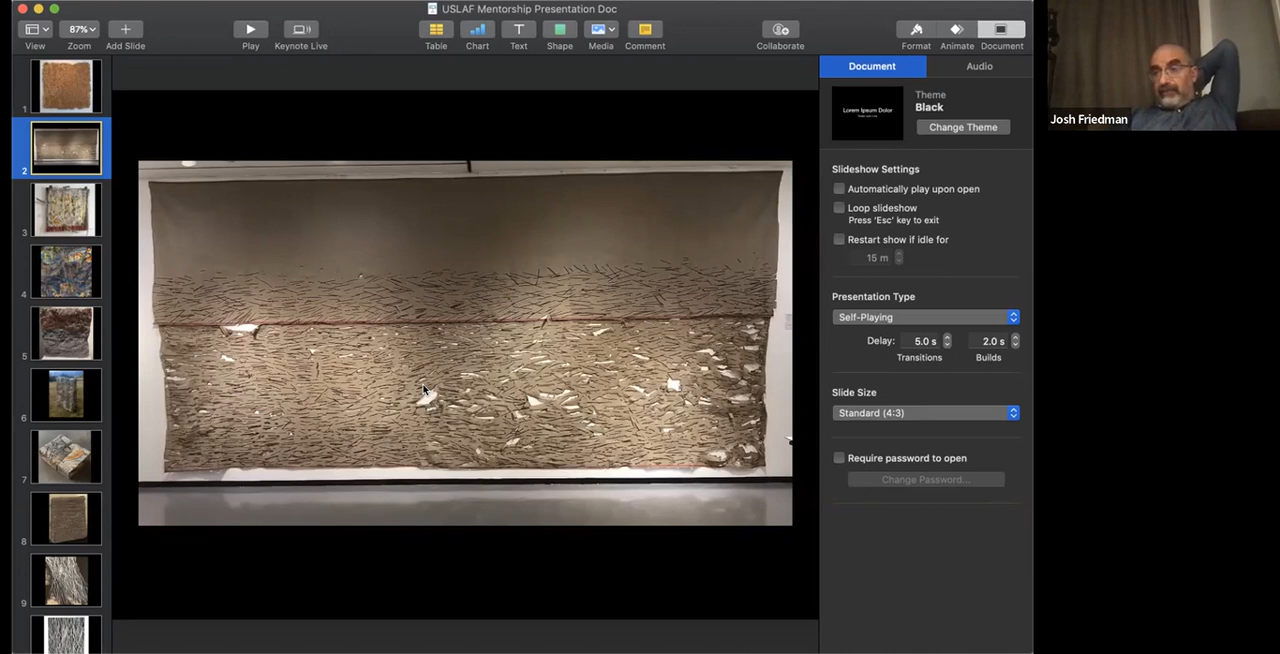 USLAF Mentorship Presentation Doc
87%
View
Zoom
Add Slide
Play
Keynote Live
Table
Chart
Text
Shape
Media
Comment
Collaborate
Format
Animate
Document
Document
Audio
Lorem Ipsum Dolor
Theme
Black
Change Theme
Slideshow Settings
Automatically play upon open
Loop slideshow
Press 'Esc' key to exit
Restart show if idle for
15 m
Presentation Type
Self-Playing
Delay:
5.0 s
2.0 s
Transitions
Builds
Slide Size
Standard (4:3)
Require password to open
Change Password...
1
2
3
4
5
6
7
8
9
Josh Friedman